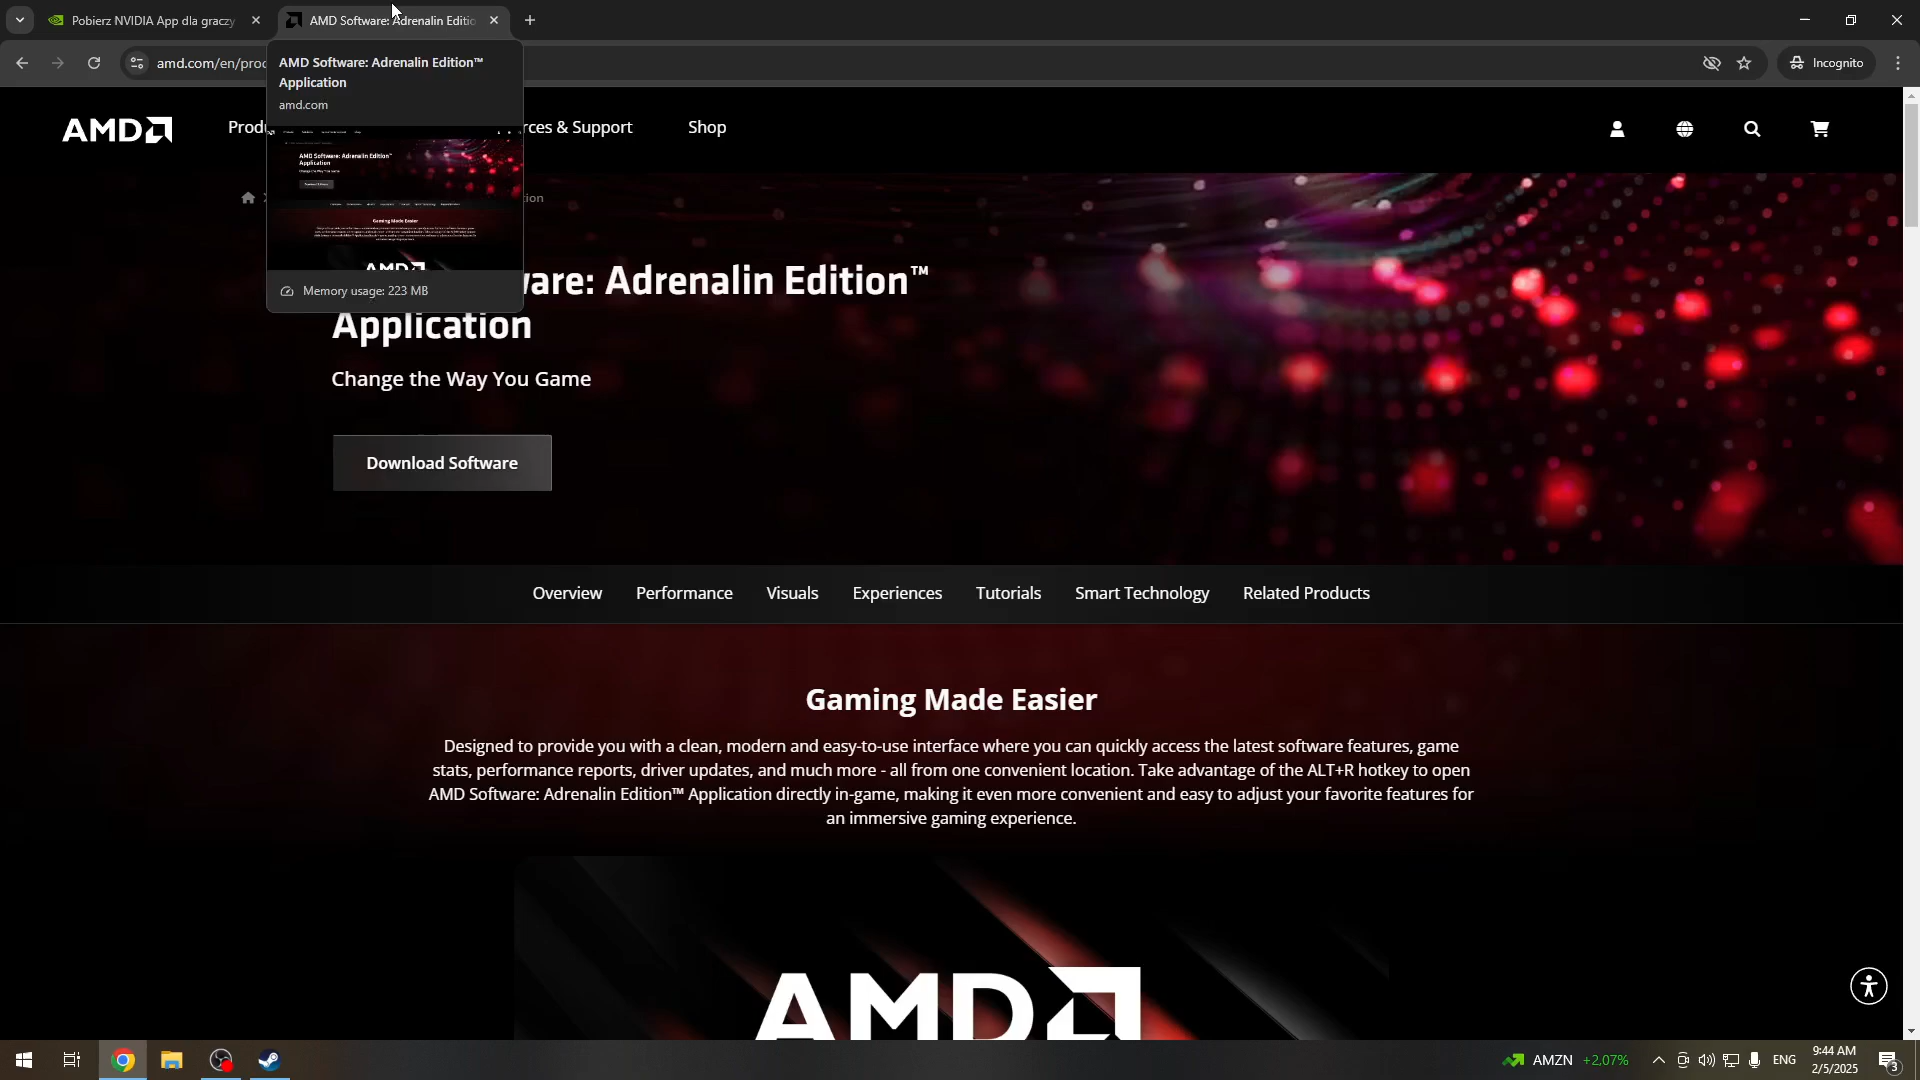 Pobierz NVIDIA App dla graczy
AMD Software: Adrenalin Editio
amd.com/en/proc
Incognito
AMD Software: Adrenalin Edition™
Application
amd.com
Memory usage: 223 MB
AMD
Produ
rces & Support
Shop
ion
ware: Adrenalin Edition™
Application
Change the Way You Game
Download Software
Overview
Performance
Visuals
Experiences
Tutorials
Smart Technology
Related Products
Gaming Made Easier
Designed to provide you with a clean, modern and easy-to-use interface where you can quickly access the latest software features, game
stats, performance reports, driver updates, and much more - all from one convenient location. Take advantage of the ALT+R hotkey to open
AMD Software: Adrenalin Edition™ Application directly in-game, making it even more convenient and easy to adjust your favorite features for
an immersive gaming experience.
AMD
AMZN +2,07%
ENG
9:44 AM
2/5/2025
3